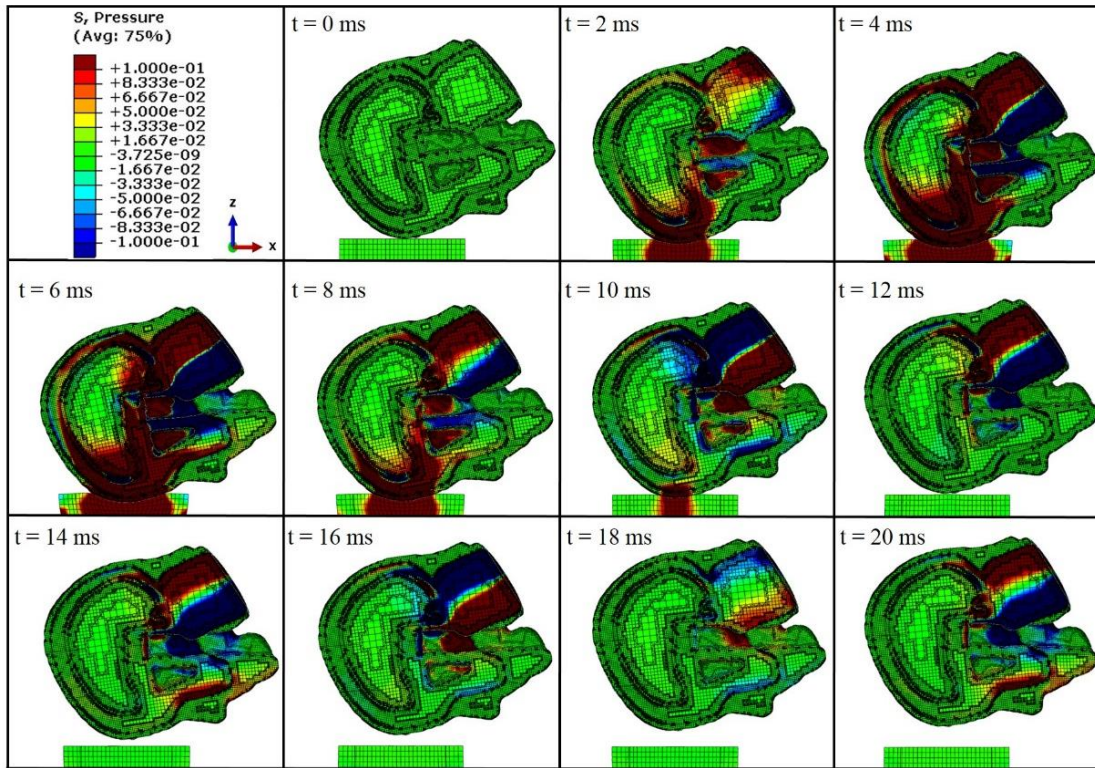 S, Pressure
(Avg: 75%)
+1.000e-01
+8.333e-02
+6.667e-02
+5.000e-02
+3.333e-02
+1.667e-02
-3.725e-09
-1.667e-02
-3.333e-02
-5.000e-02
-6.667e-02
-8.333e-02
-1.000e-01
z
x
t = 0 ms
t = 2 ms
t = 4 ms
t = 6 ms
t = 8 ms
t = 10 ms
t = 12 ms
t = 14 ms
t = 16 ms
t = 18 ms
t = 20 ms